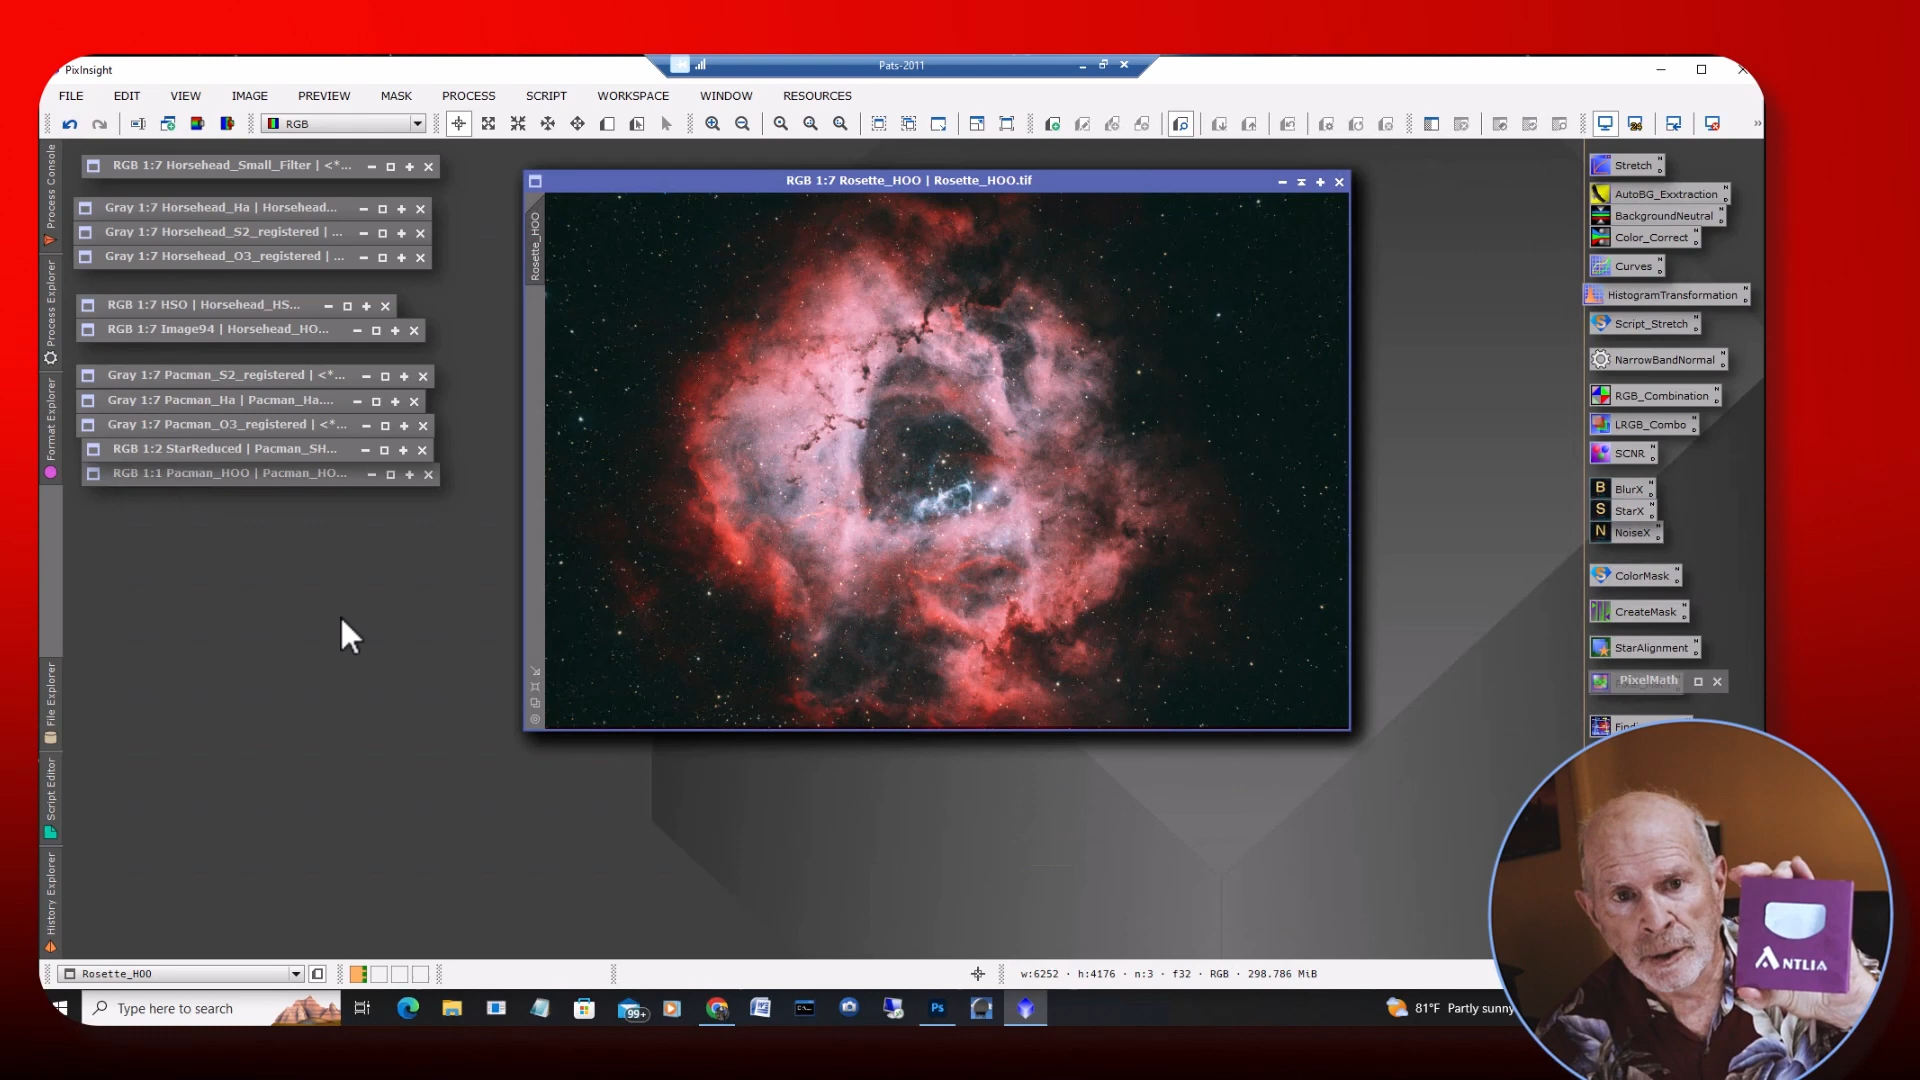 PixInsight
Pats-2011
FILE EDIT VIEW IMAGE PREVIEW MASK PROCESS SCRIPT WORKSPACE WINDOW RESOURCES
RGB
24
Process Console
Process Explorer
Format Explorer
File Explorer
Script Editor
History Explorer
RGB 1:7 Horsehead_Small_Filter | <*...
Gray 1:7 Horsehead_Ha | Horsehead...
Gray 1:7 Horsehead_S2_registered | ...
Gray 1:7 Horsehead_O3_registered | ...
RGB 1:7 HSO | Horsehead_HS...
RGB 1:7 Image94 | Horsehead_HO...
Gray 1:7 Pacman_S2_registered | <*...
Gray 1:7 Pacman_Ha | Pacman_Ha....
Gray 1:7 Pacman_O3_registered | <*...
RGB 1:2 StarReduced | Pacman_SH...
RGB 1:1 Pacman_HOO | Pacman_HO...
RGB 1:7 Rosette_HOO | Rosette_HOO.tif
Rosette_HOO
Stretch
AutoBG_Exxtraction
BackgroundNeutral
Color_Correct
Curves
HistogramTransformation
Script_Stretch
NarrowBandNormal
RGB_Combination
LRGB_Combo
SCNR
B BlurX
S StarX
N NoiseX
ColorMask
CreateMask
StarAlignment
PixelMath
ANTLIA
Rosette_HOO
w:6252 · h:4176 · n:3 · f32 · RGB · 298.786 MiB
Type here to search
99+
Ps
81°F Partly sunny